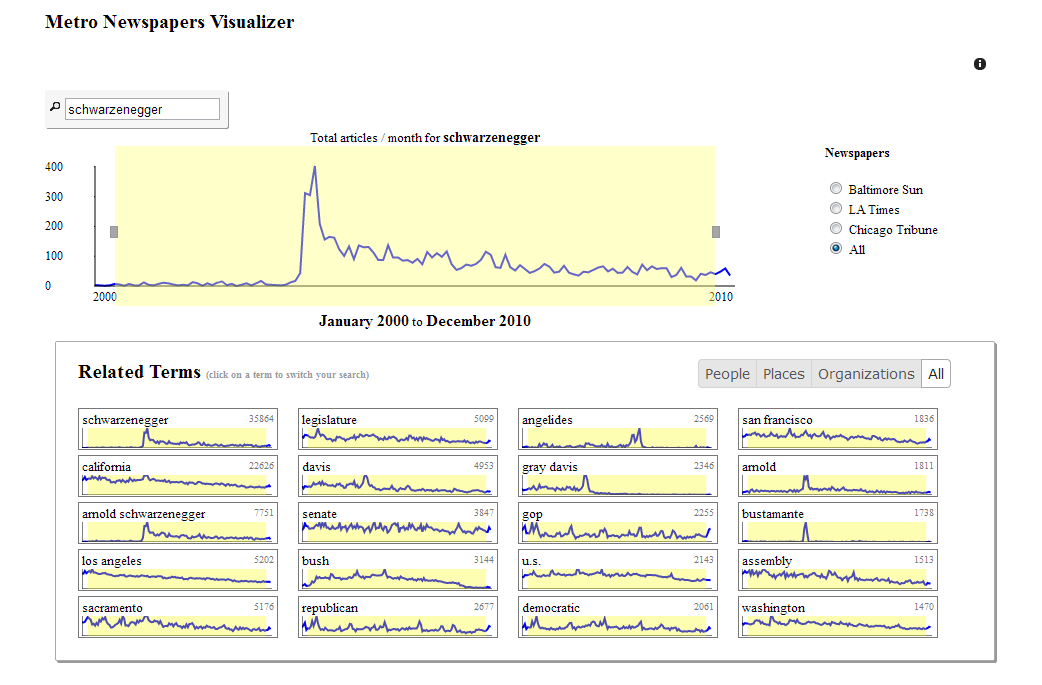 Metro Newspapers Visualizer
i
schwarzenegger
Total articles / month for schwarzenegger
400
300
200
100
0
2000
2010
January 2000 to December 2010
Newspapers
Baltimore Sun
LA Times
Chicago Tribune
All
Related Terms (click on a term to switch your search)
People Places Organizations All
schwarzenegger 35864
legislature 5099
angelides 2569
san francisco 1836
california 22626
davis 4953
gray davis 2346
arnold 1811
arnold schwarzenegger 7751
senate 3847
gop 2255
bustamante 1738
los angeles 5202
bush 3144
u.s. 2143
assembly 1513
sacramento 5176
republican 2677
democratic 2061
washington 1470